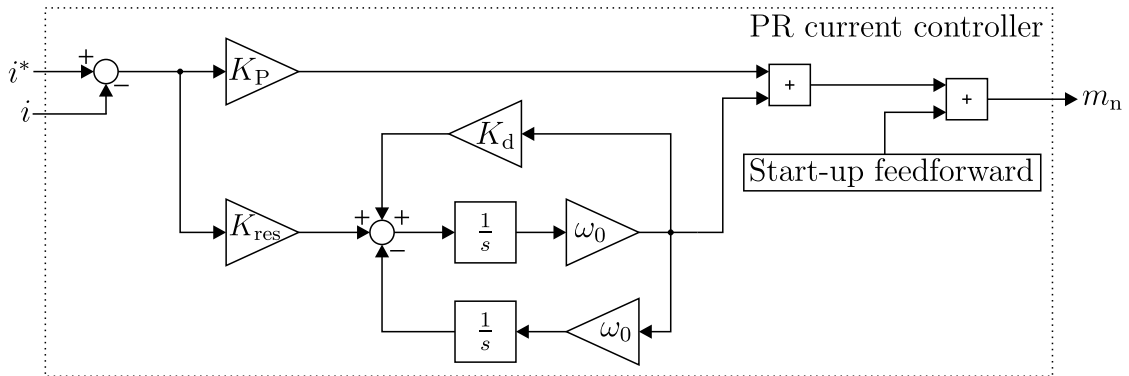 PR current controller
i* + − K_P + + m_n
i
K_d
Start-up feedforward
K_res + + − 1/s ω_0
1/s ω_0